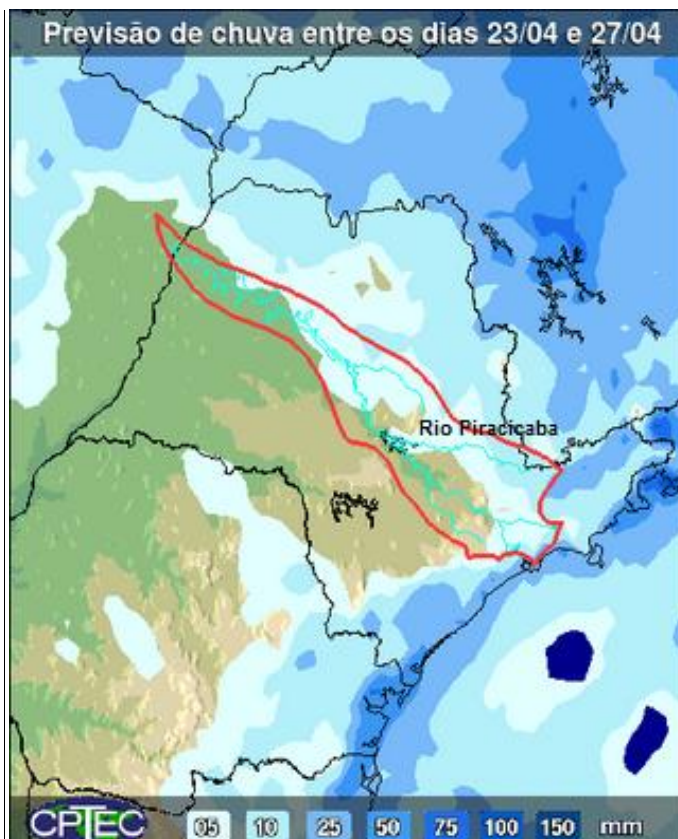 Previsão de chuva entre os dias 23/04 e 27/04
Rio Piracicaba
CPTEC 05 10 25 50 75 100 150 mm